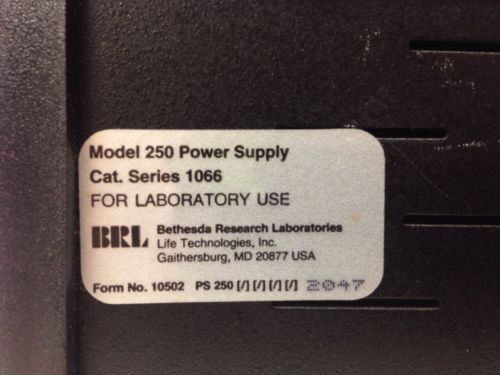 Model 250 Power Supply
Cat. Series 1066
FOR LABORATORY USE
BRL Bethesda Research Laboratories
Life Technologies, Inc.
Gaithersburg, MD 20877 USA
Form No. 10502 PS 250 [/] [/] [/] [/] 2047